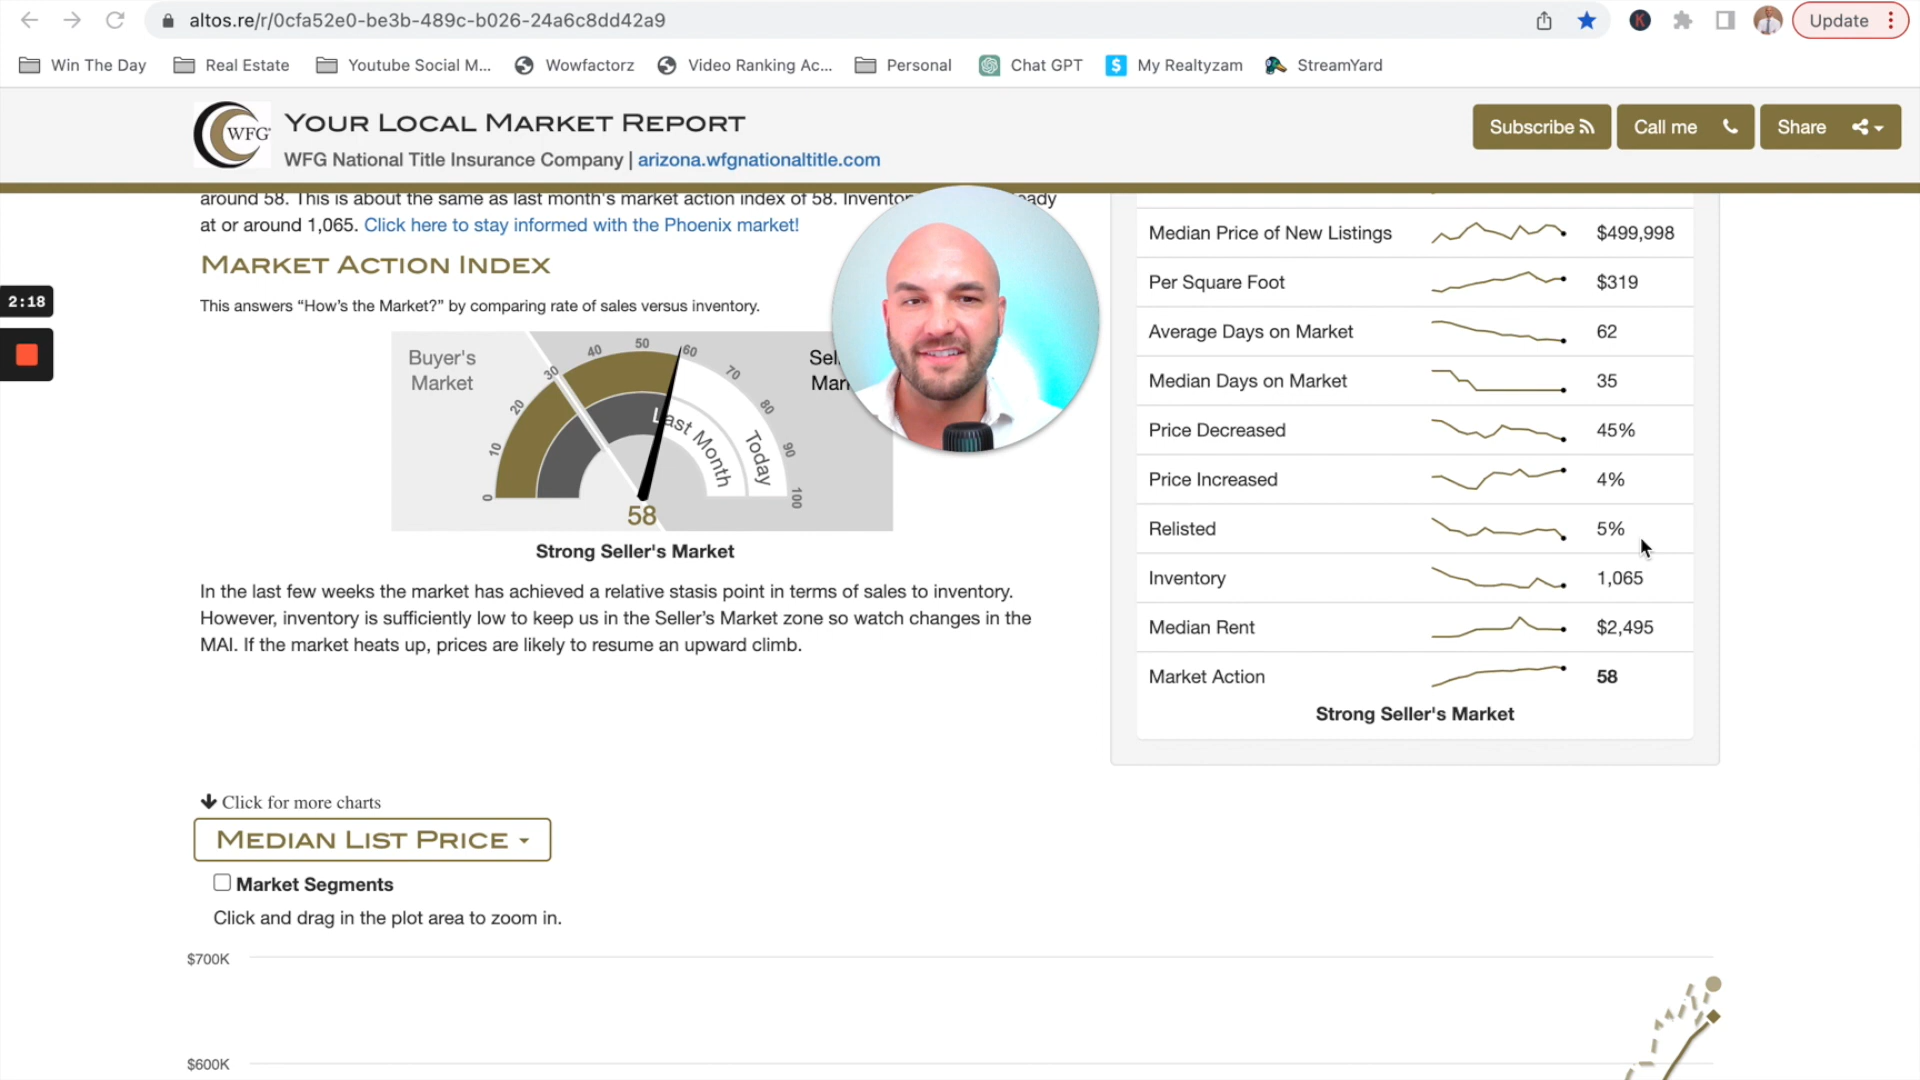 altos.re/r/0cfa52e0-be3b-489c-b026-24a6c8dd42a9
Update
Win The Day
Real Estate
Youtube Social M...
Wowfactorz
Video Ranking Ac...
Personal
Chat GPT
My Realtyzam
StreamYard
WFG
YOUR LOCAL MARKET REPORT
WFG National Title Insurance Company | arizona.wfgnationaltitle.com
Subscribe
Call me
Share
around 58. This is about the same as last month's market action index of 58.
at or around 1,065. Click here to stay informed with the Phoenix market!
MARKET ACTION INDEX
This answers “How’s the Market?” by comparing rate of sales versus inventory.
2:18
Buyer's
Market
0
10
20
30
40
50
60
70
80
90
100
Last Month
Today
58
Strong Seller's Market
In the last few weeks the market has achieved a relative stasis point in terms of sales to inventory.
However, inventory is sufficiently low to keep us in the Seller’s Market zone so watch changes in the
MAI. If the market heats up, prices are likely to resume an upward climb.
Median Price of New Listings $499,998
Per Square Foot $319
Average Days on Market 62
Median Days on Market 35
Price Decreased 45%
Price Increased 4%
Relisted 5%
Inventory 1,065
Median Rent $2,495
Market Action 58
Strong Seller's Market
Click for more charts
MEDIAN LIST PRICE
Market Segments
Click and drag in the plot area to zoom in.
$700K
$600K